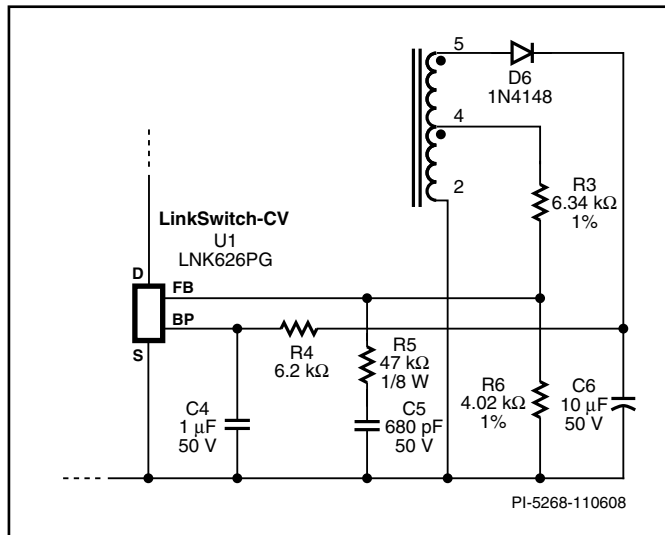 5
D6
1N4148
4
2
R3
6.34 kΩ
1%
LinkSwitch-CV
U1
LNK626PG
D
FB
BP
S
R4
6.2 kΩ
R5
47 kΩ
1/8 W
R6
4.02 kΩ
1%
C6
10 μF
50 V
C4
1 μF
50 V
C5
680 pF
50 V
PI-5268-110608